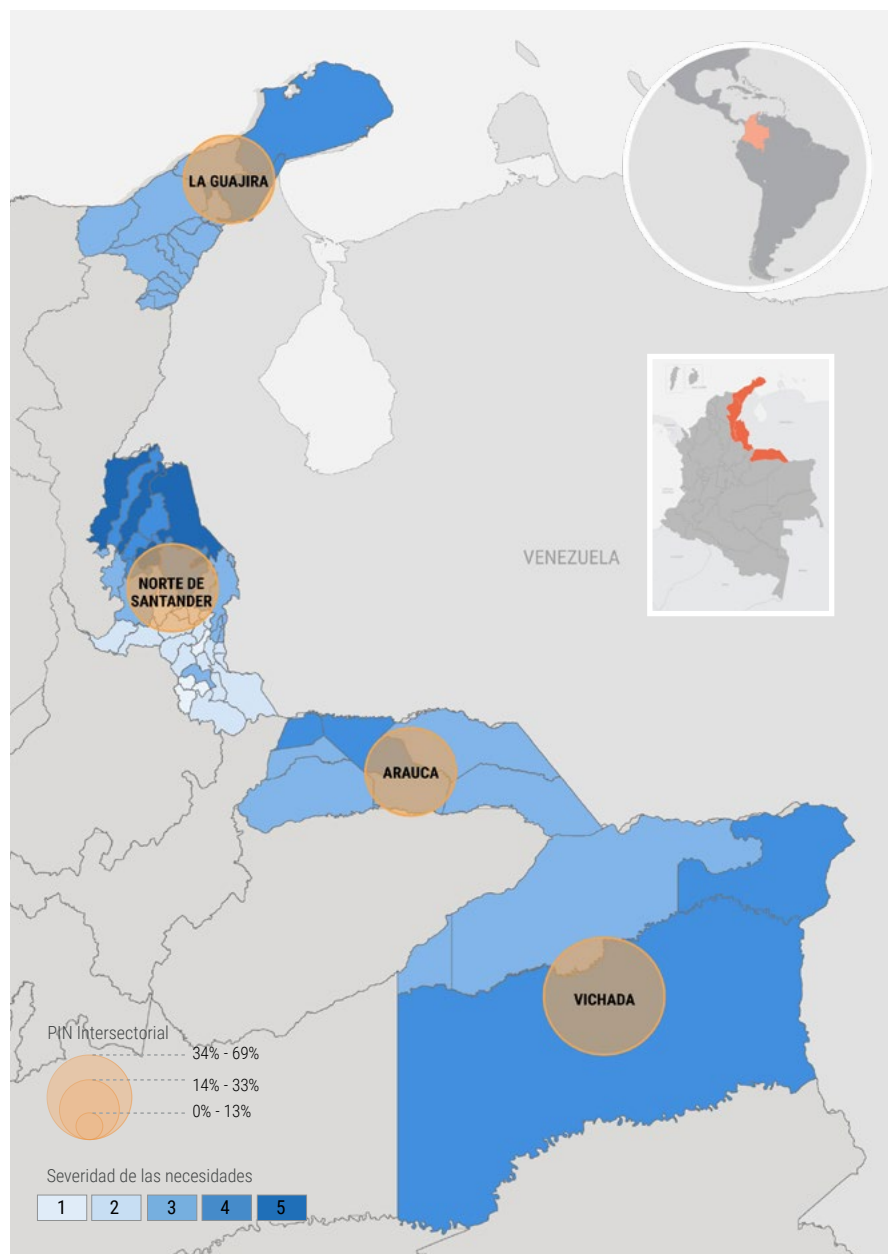 LA GUAJIRA
VENEZUELA
NORTE DE
SANTANDER
ARAUCA
VICHADA
PIN Intersectorial
34% - 69%
14% - 33%
0% - 13%
Severidad de las necesidades
1 2 3 4 5